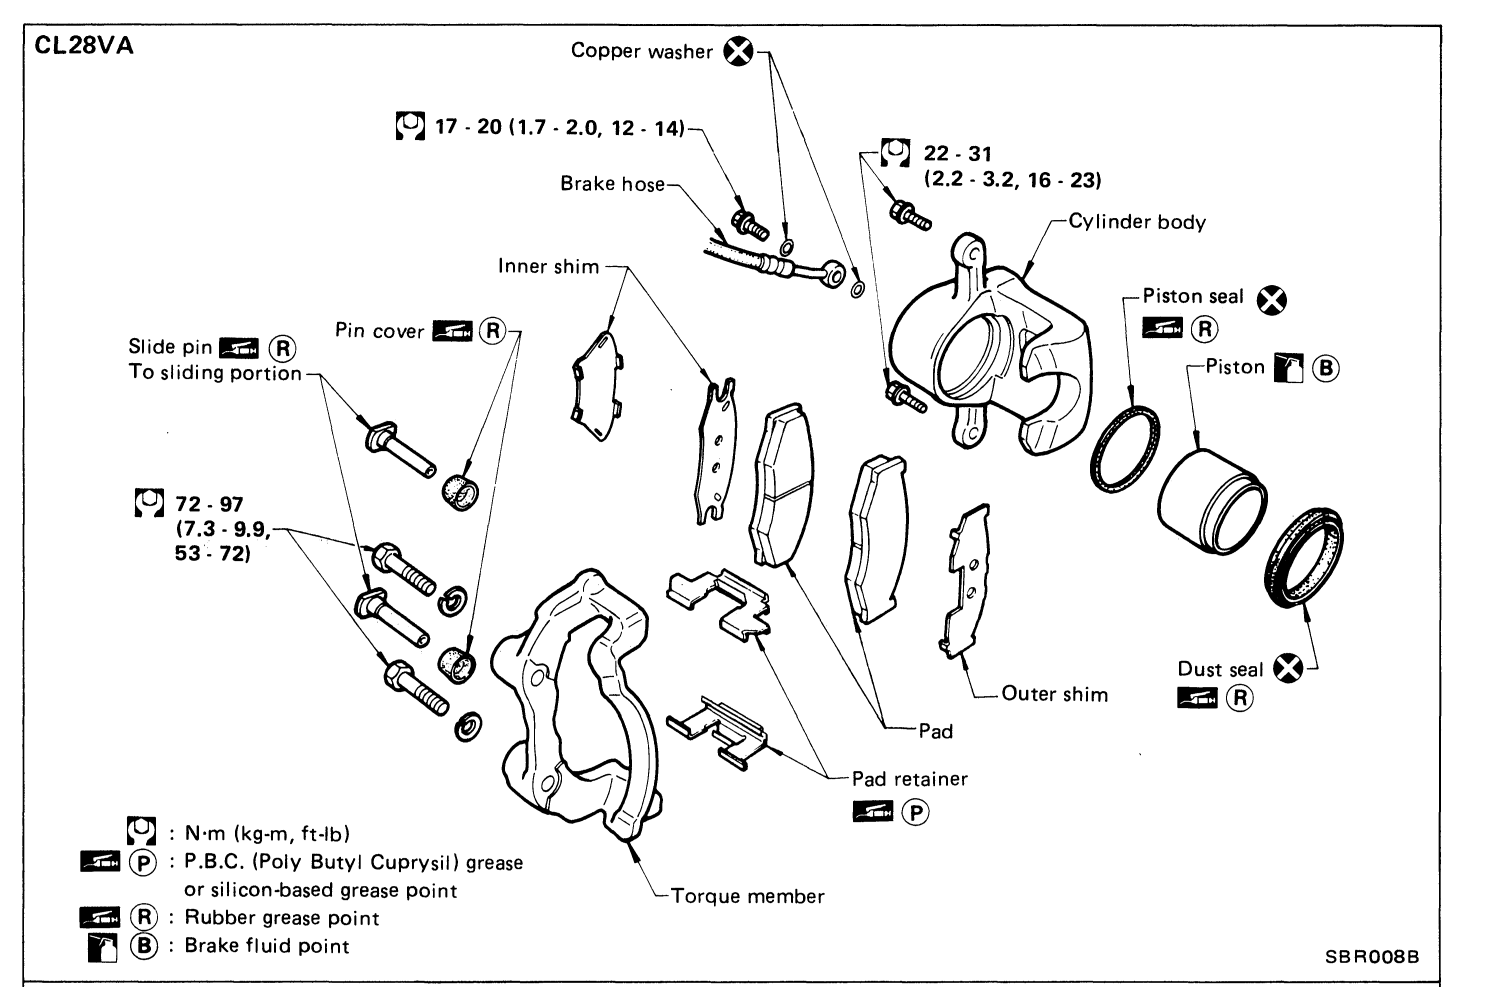 CL28VA
Copper washer
17 - 20 (1.7 - 2.0, 12 - 14)
22 - 31
(2.2 - 3.2, 16 - 23)
Brake hose
Cylinder body
Inner shim
Piston seal
R
Pin cover R
Slide pin R
To sliding portion
Piston B
72 - 97
(7.3 - 9.9,
53 - 72)
Dust seal
R
Outer shim
Pad
Pad retainer
P
: N·m (kg-m, ft-lb)
P : P.B.C. (Poly Butyl Cuprysil) grease
or silicon-based grease point
R : Rubber grease point
B : Brake fluid point
Torque member
SBR008B